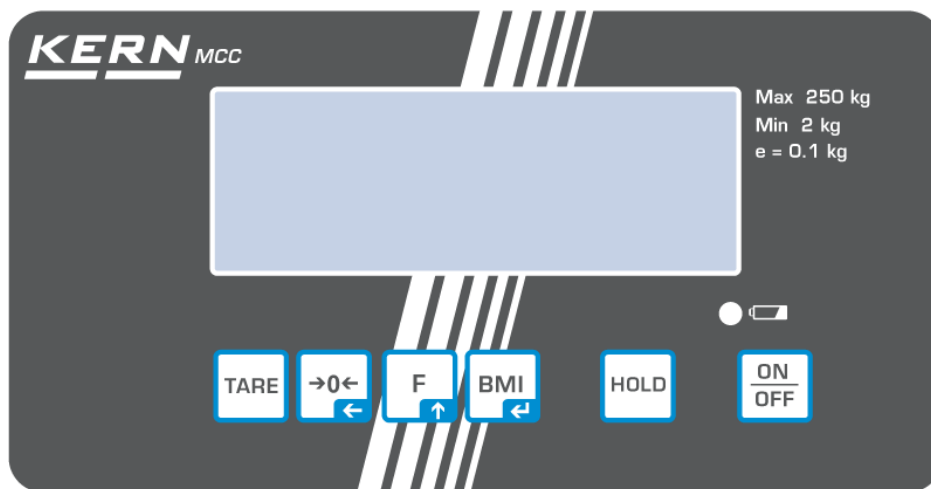 KERN MCC
Max 250 kg
Min 2 kg
e = 0.1 kg
TARE
→0←
F
BMI
HOLD
ON
OFF